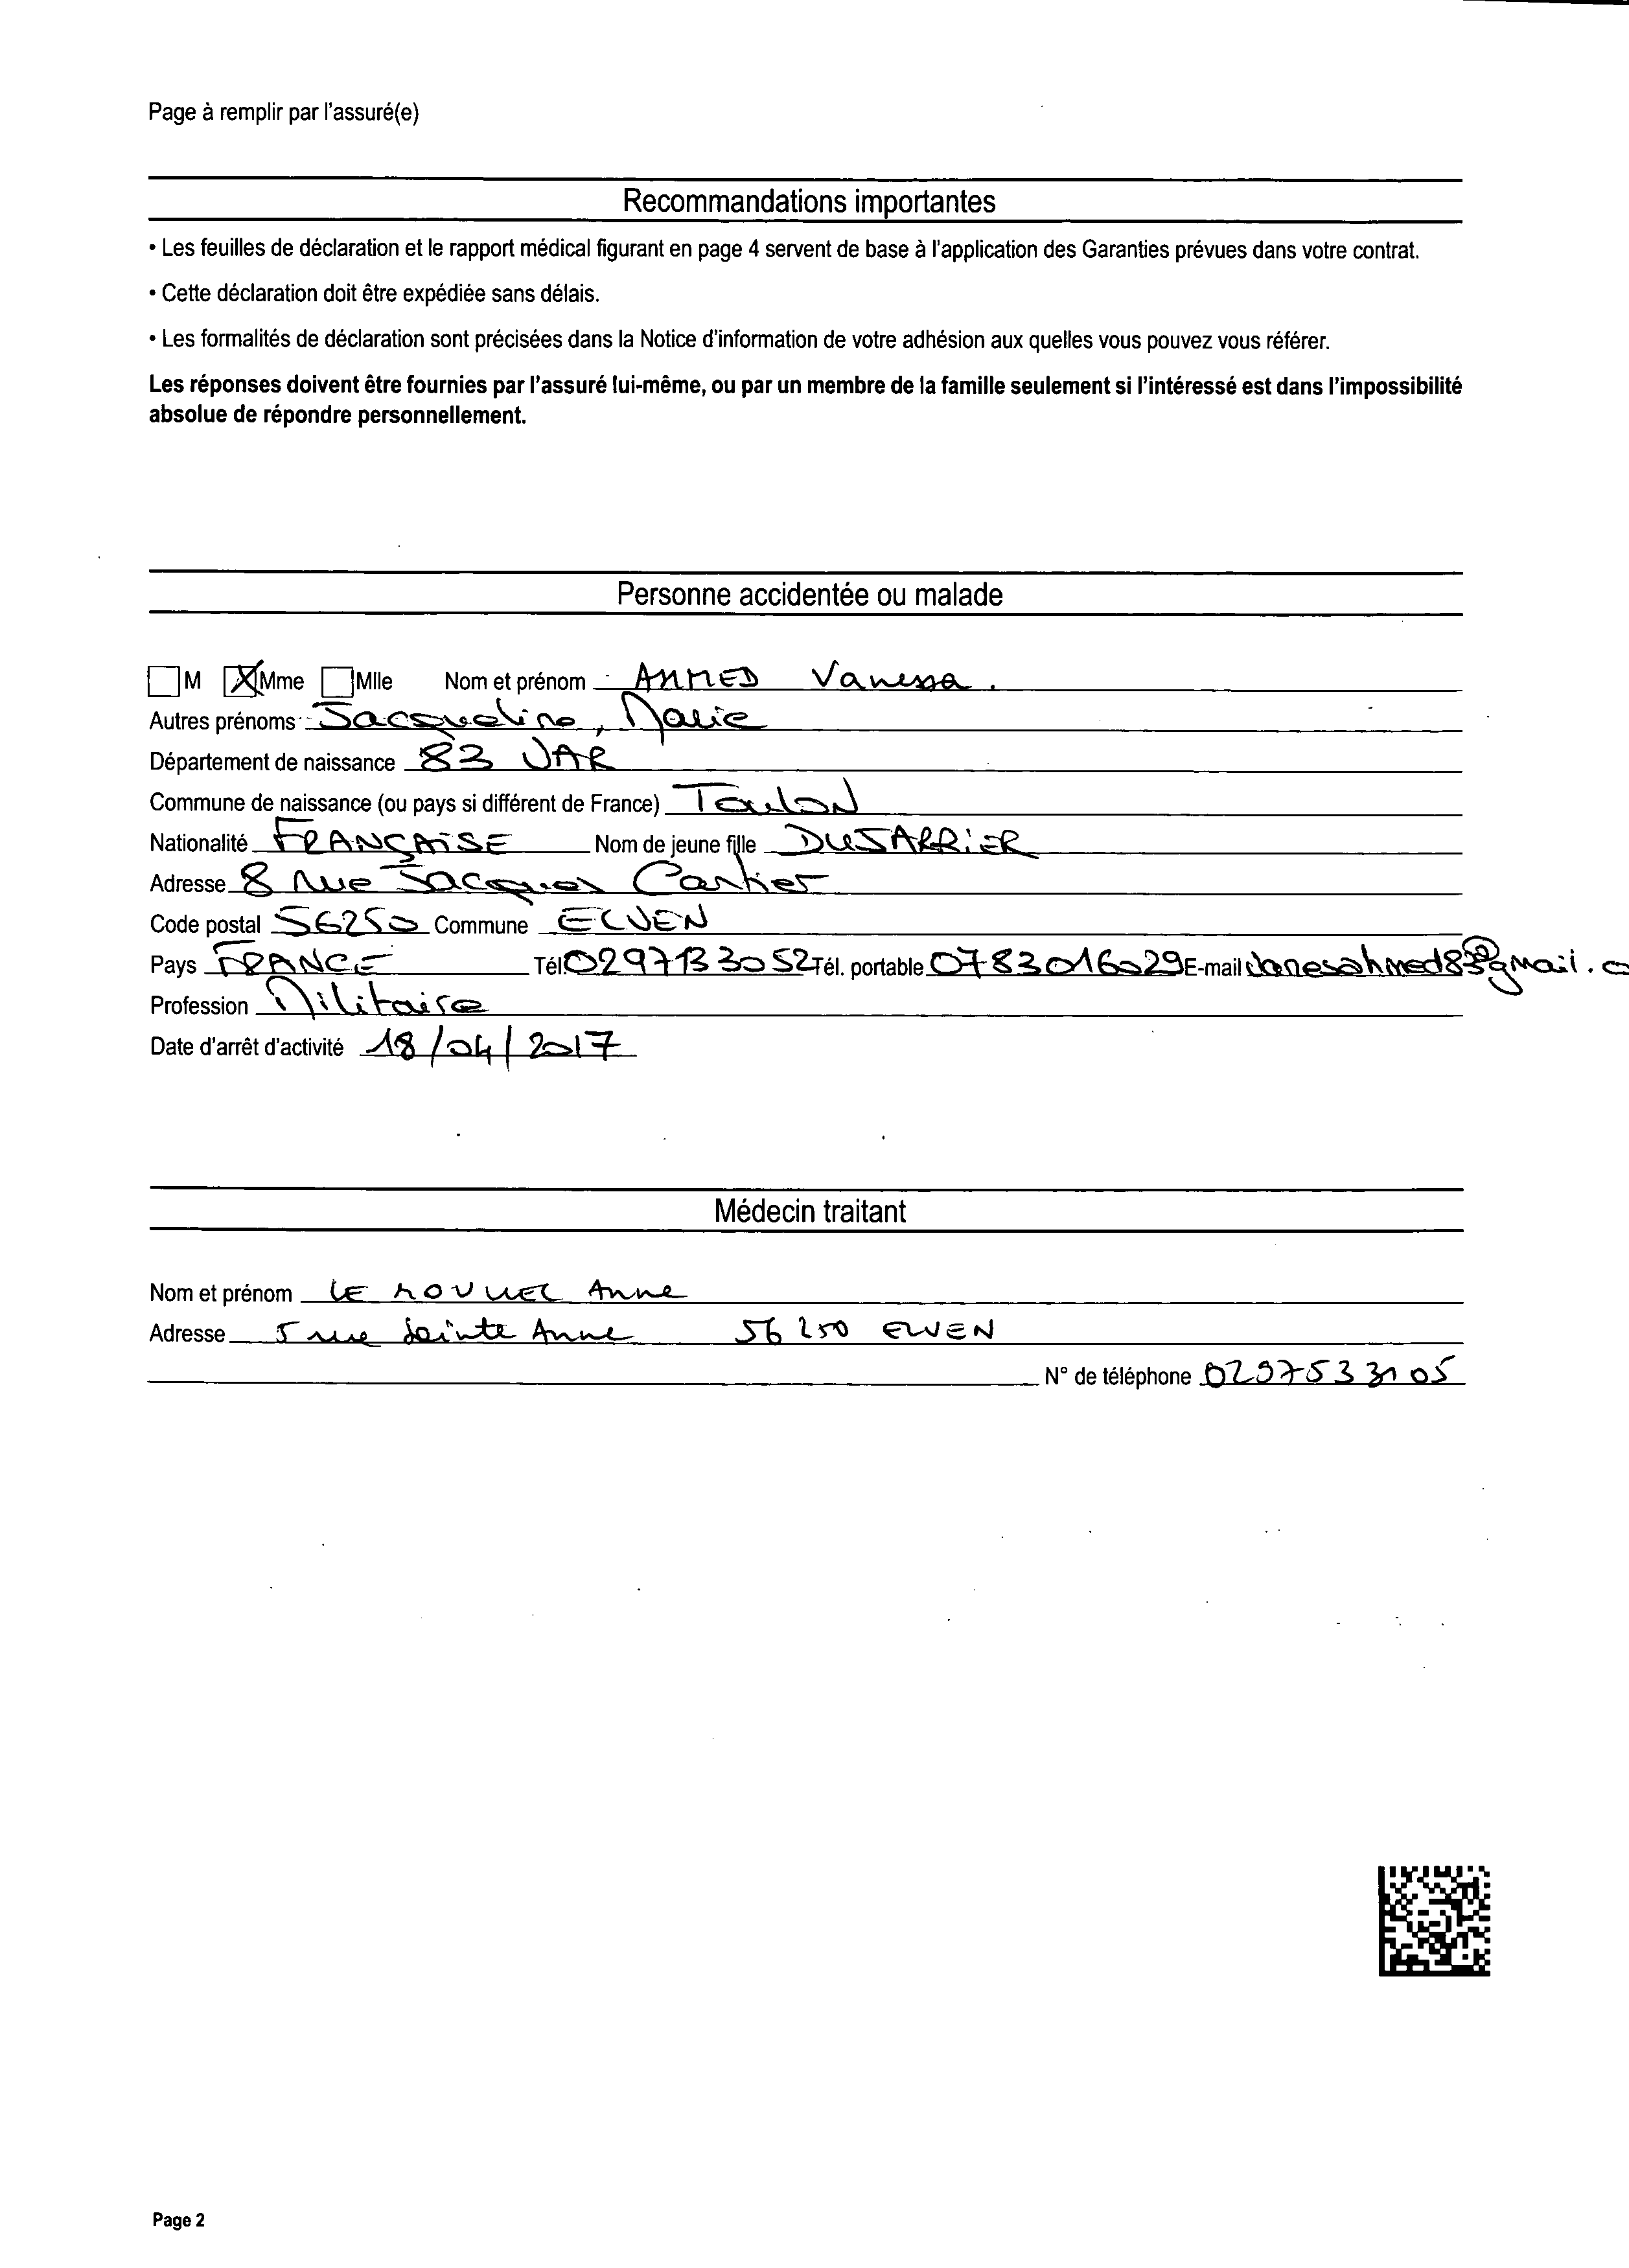 Page à remplir par l'assuré(e)
Recommandations importantes
• Les feuilles de déclaration et le rapport médical figurant en page 4 servent de base à l'application des Garanties prévues dans votre contrat.
• Cette déclaration doit être expédiée sans délais.
• Les formalités de déclaration sont précisées dans la Notice d'information de votre adhésion aux quelles vous pouvez vous référer.
Les réponses doivent être fournies par l'assuré lui-même, ou par un membre de la famille seulement si l'intéressé est dans l'impossibilité
absolue de répondre personnellement.
Personne accidentée ou malade
M Mme Mlle Nom et prénom AHMED Vanessa.
Autres prénoms Jacqueline, Marie
Département de naissance 83 VAR
Commune de naissance (ou pays si différent de France) Toulon
Nationalité FRANÇAISE Nom de jeune fille DUJARRIER
Adresse 8 rue Jacques Cartier
Code postal 56250 Commune ELVEN
Pays FRANCE Tél 0297133052 Tél. portable 0783016029 E-mail vanesahmed83@gmail.co
Profession Militaire
Date d'arrêt d'activité 18/04/2017
Médecin traitant
Nom et prénom LE Anne
Adresse 5 rue Sainte Anne 56250 ELVEN
N° de téléphone 0297533105
Page 2